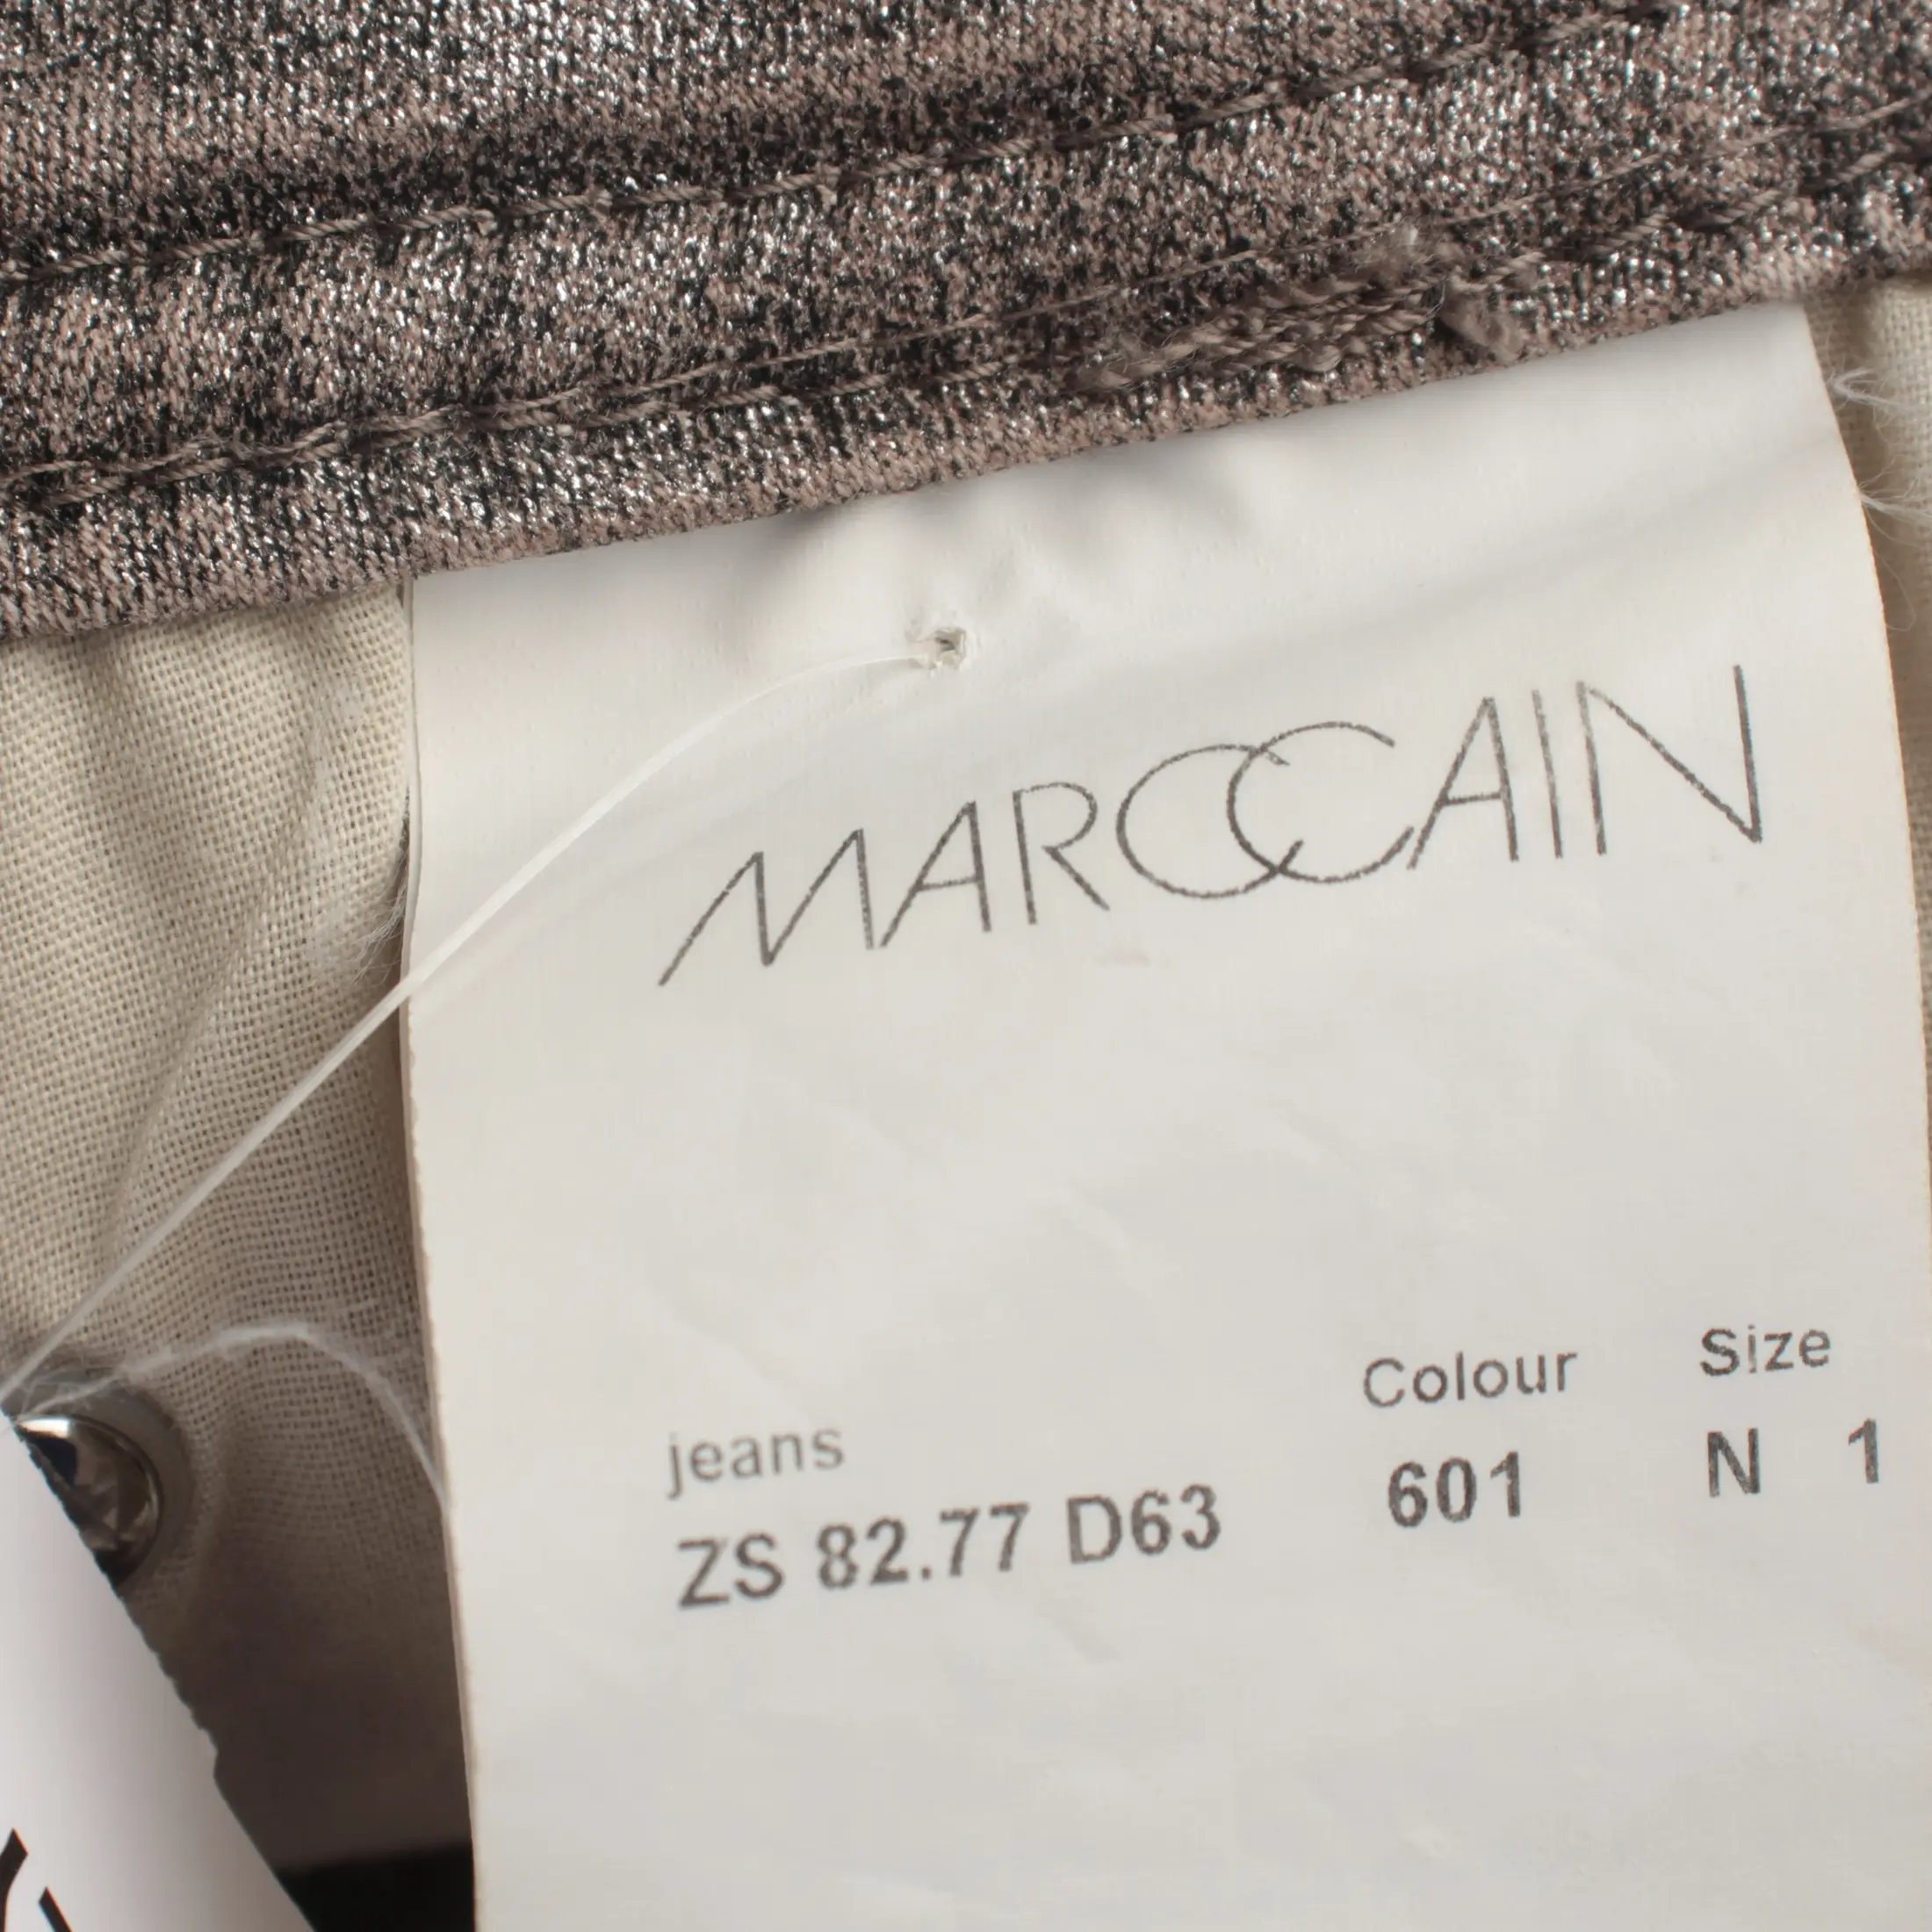 MARCCAIN
Colour Size
jeans
ZS 82.77 D63 601 N 1